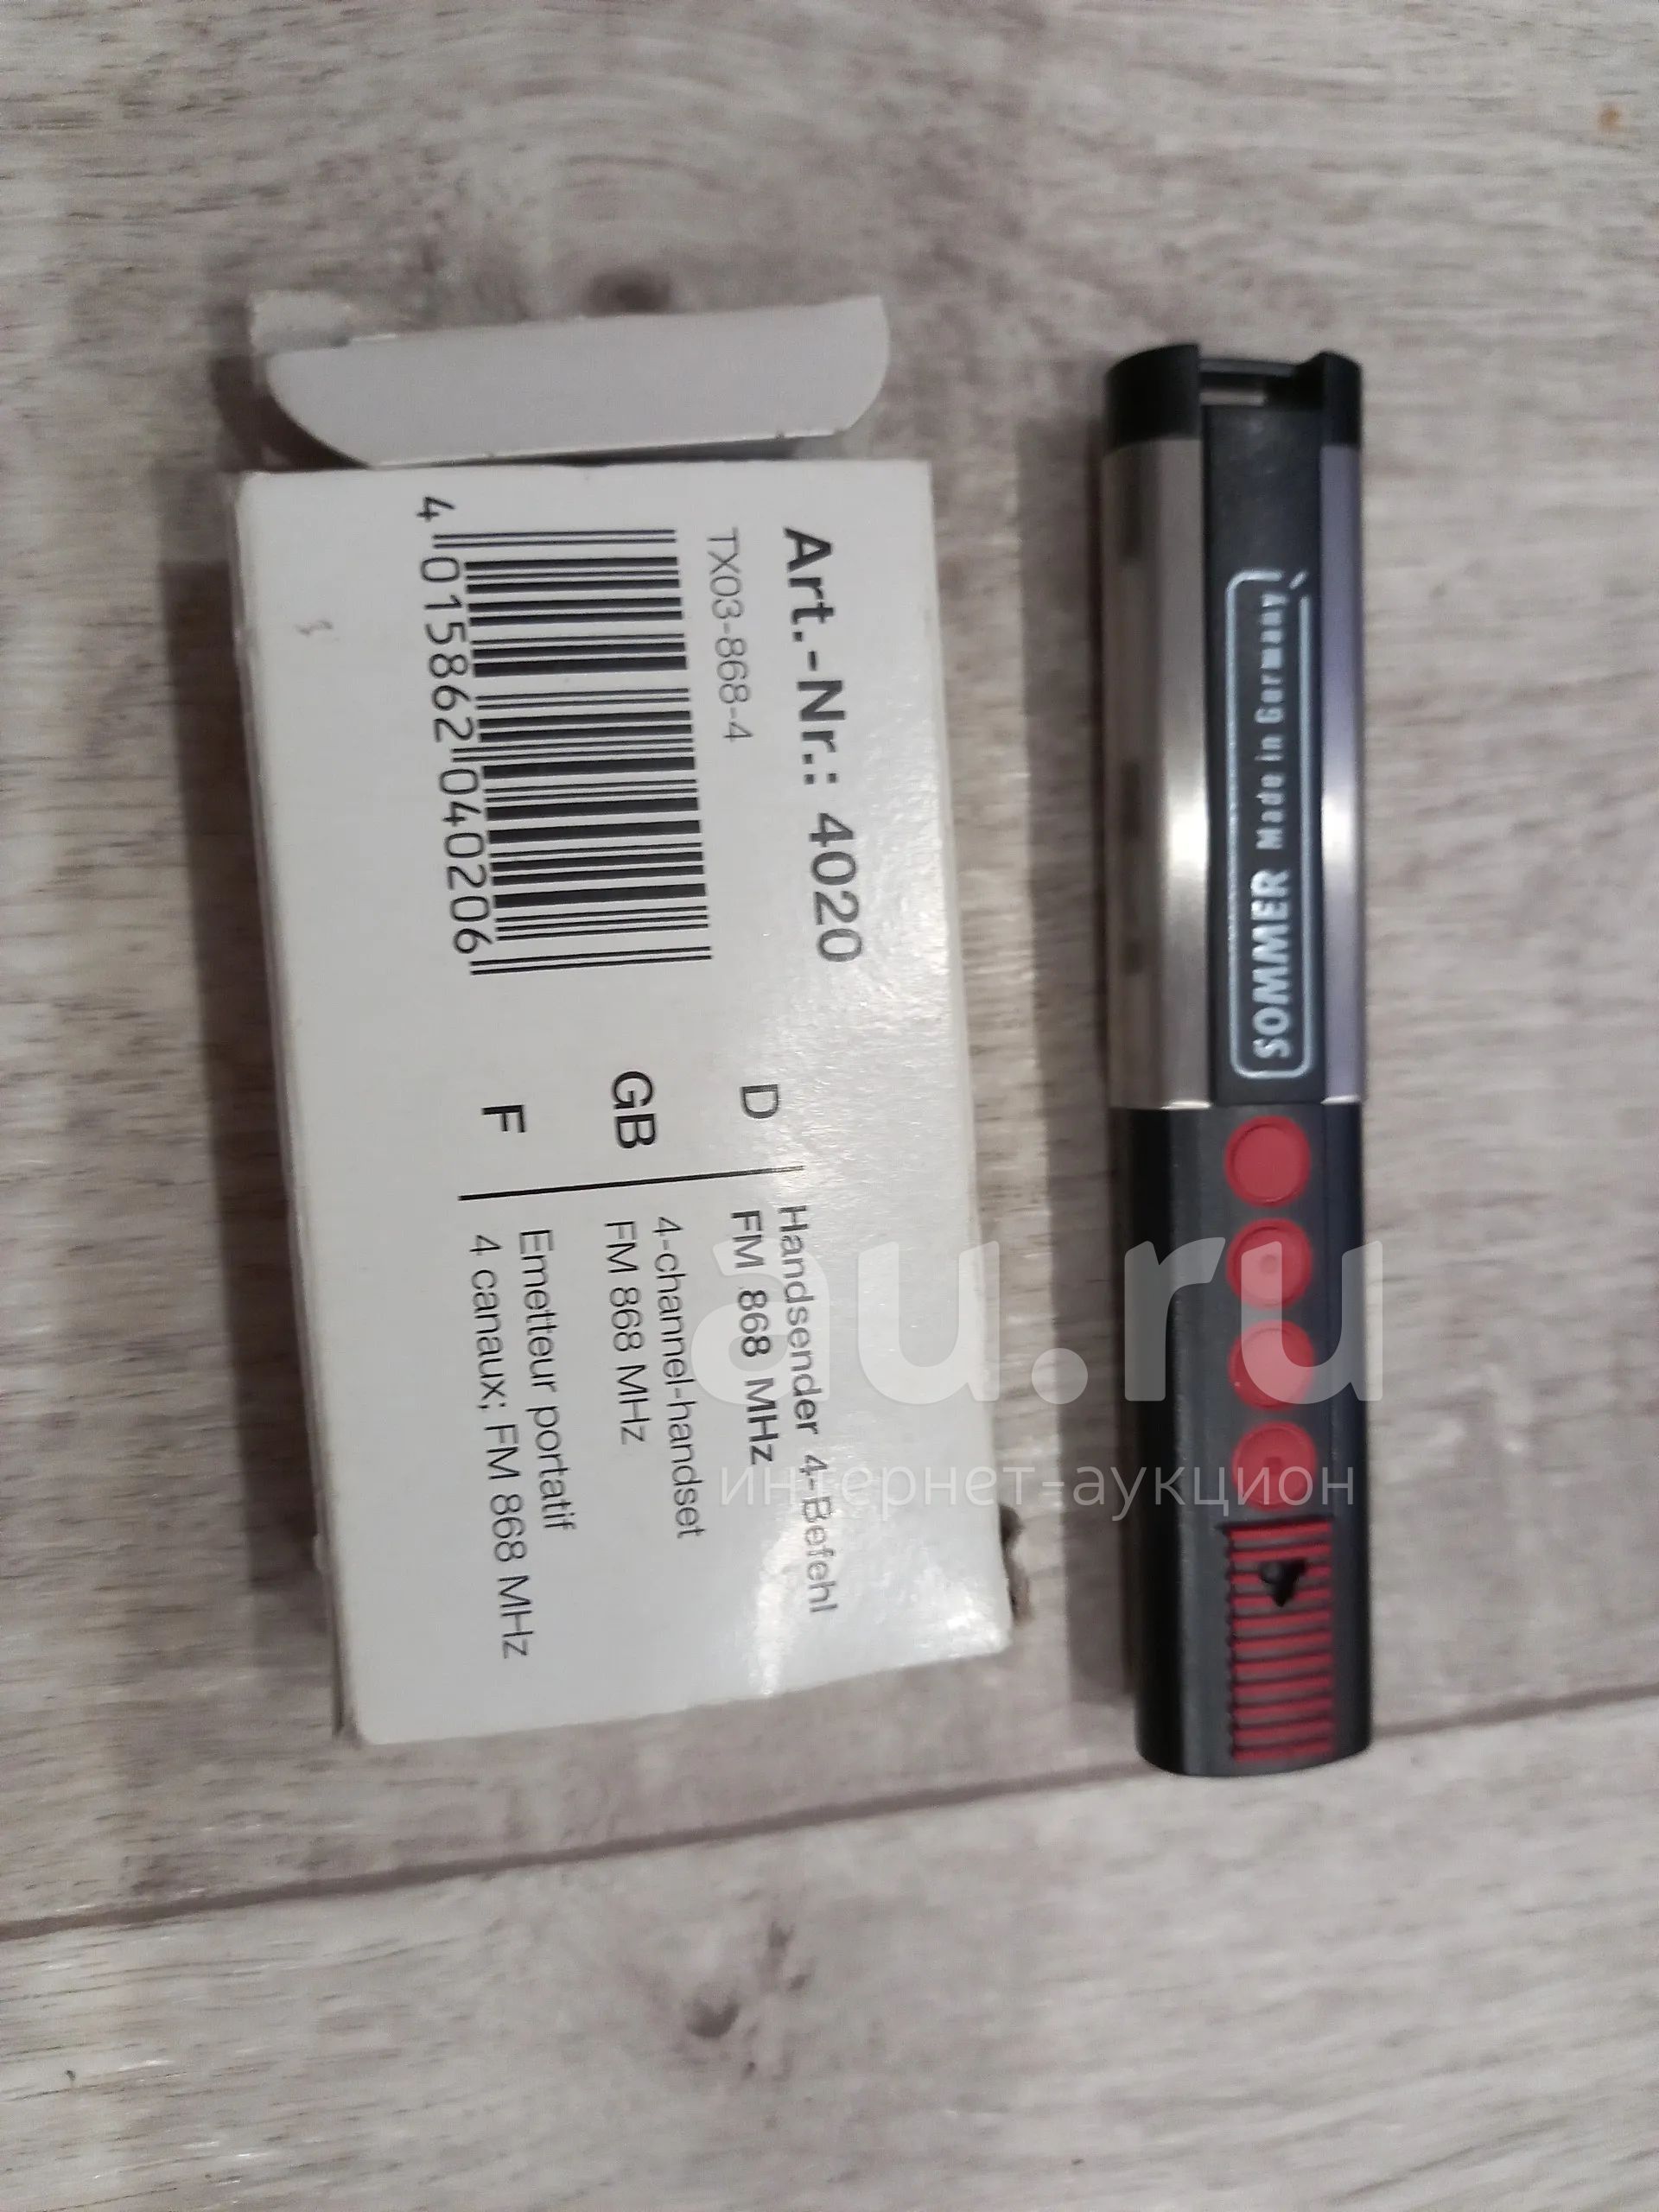 Art.-Nr.: 4020
TX03-868-4
4 015862 040206
D
Handsender 4-Befehl
FM 868 MHz
GB
4-channel-handset
FM 868 MHz
F
Emetteur portatif
4 canaux; FM 868 MHz
SOMMER Made in Germany
au.ru
интернет-аукцион